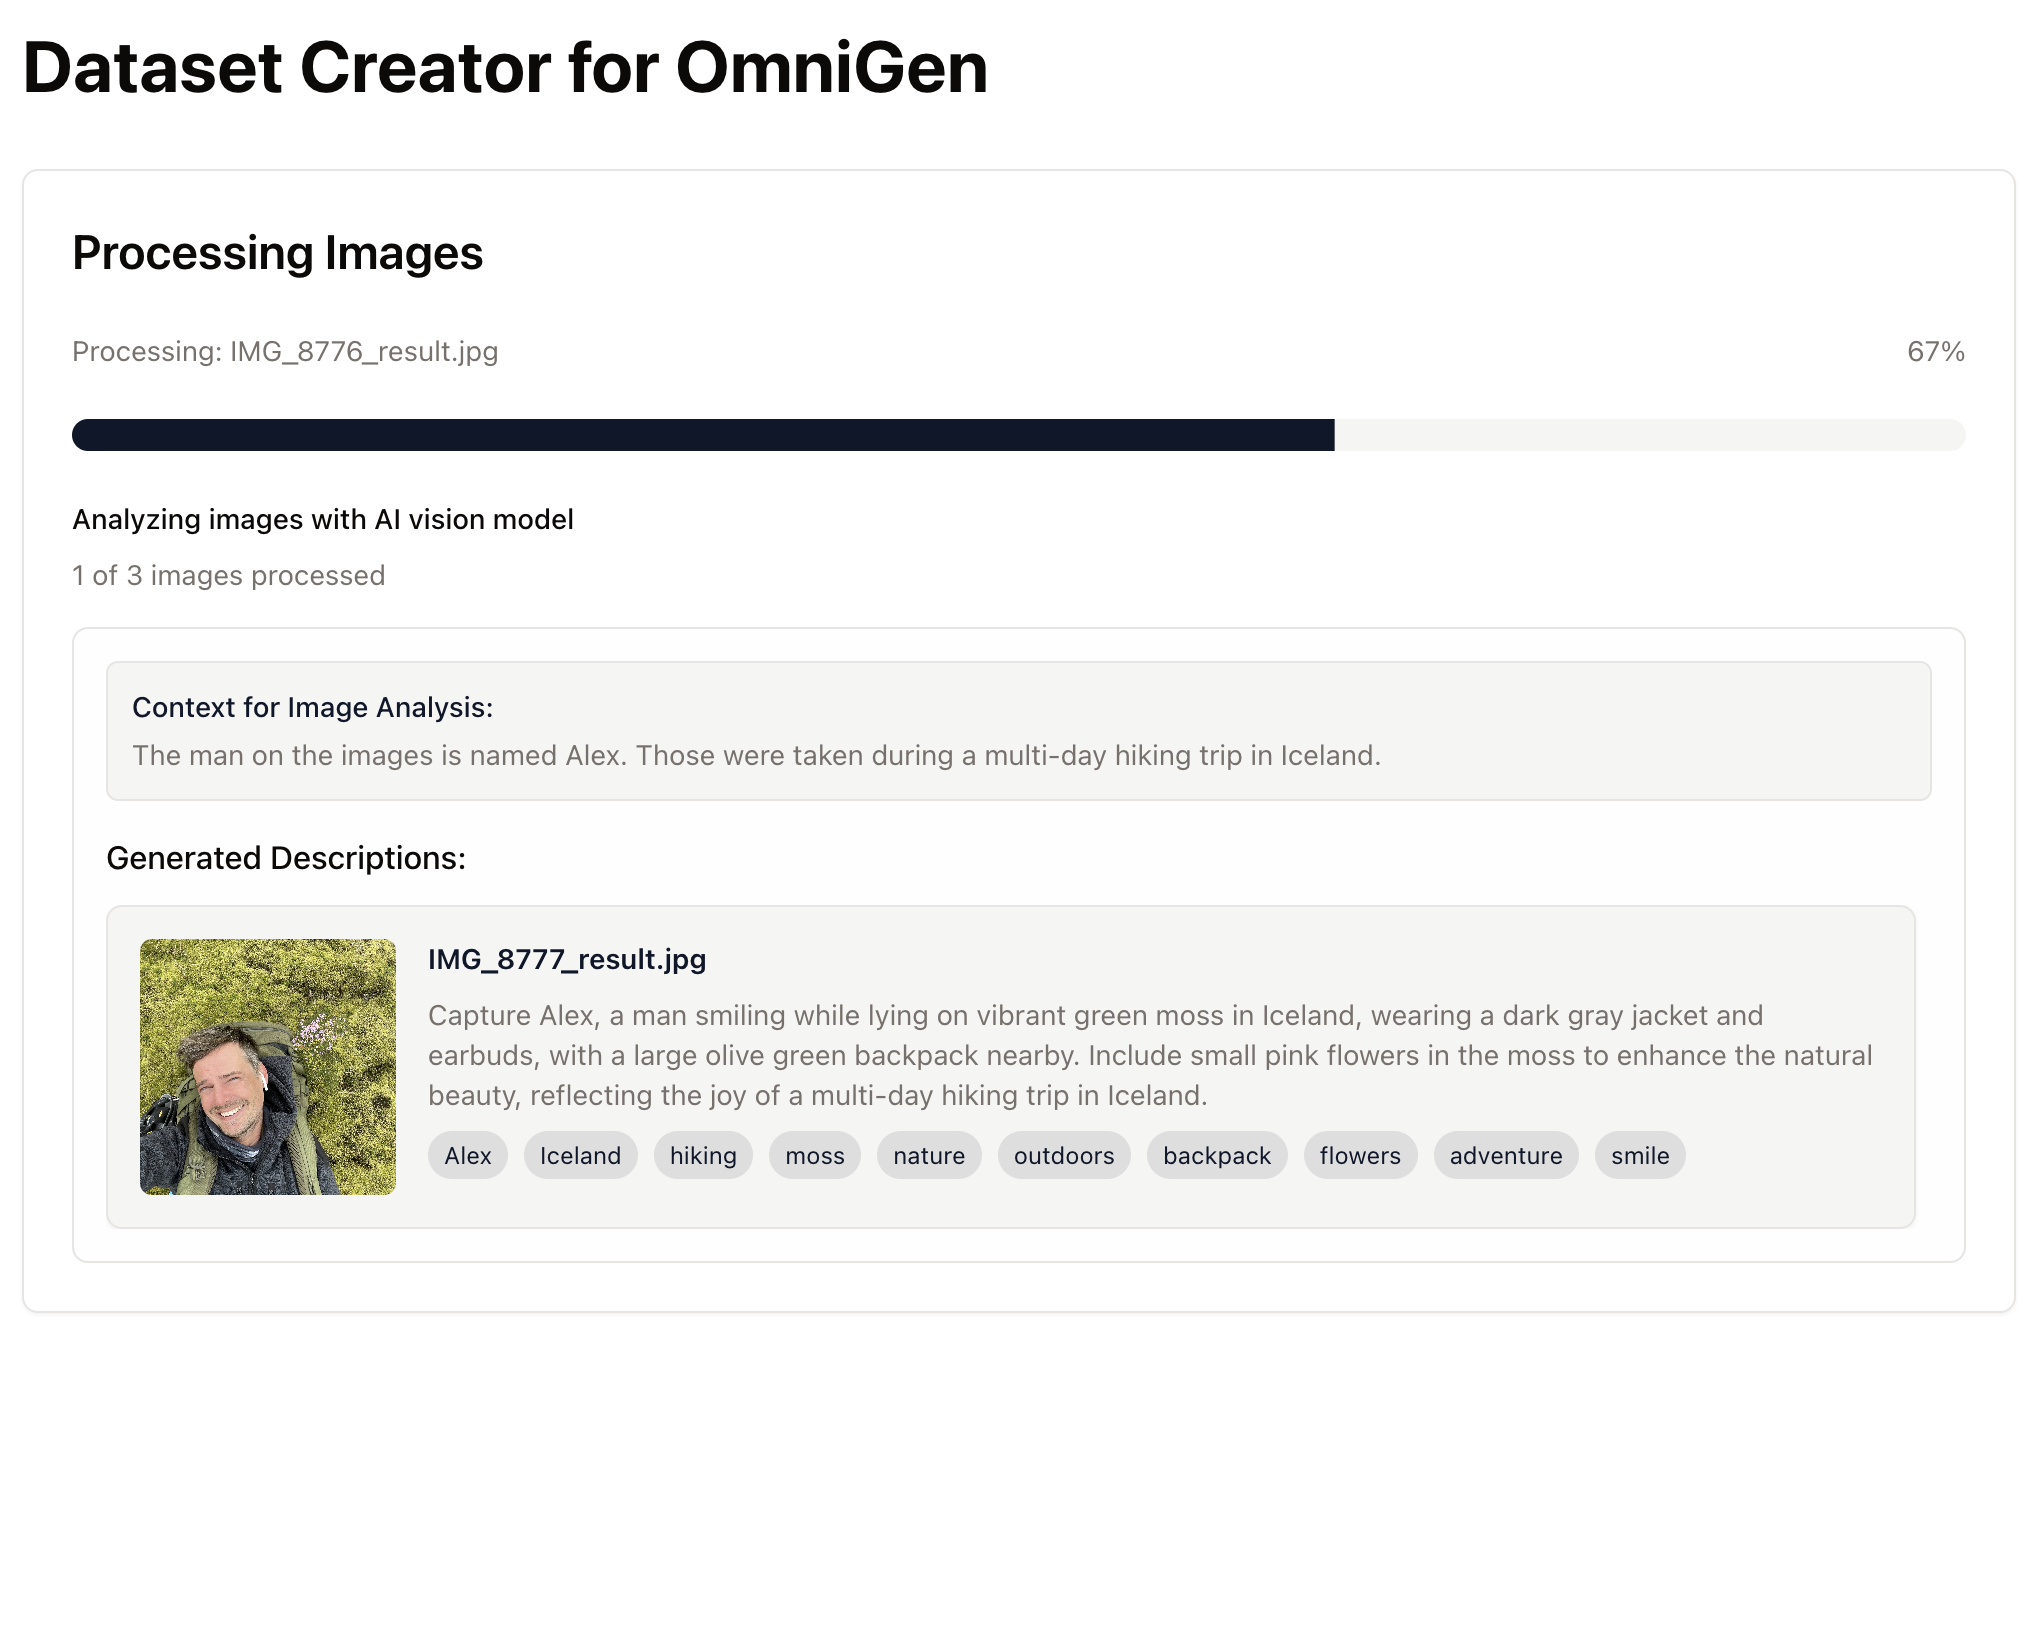 Dataset Creator for OmniGen
Processing Images
Processing: IMG_8776_result.jpg
67%
Analyzing images with AI vision model
1 of 3 images processed
Context for Image Analysis:
The man on the images is named Alex. Those were taken during a multi-day hiking trip in Iceland.
Generated Descriptions:
IMG_8777_result.jpg
Capture Alex, a man smiling while lying on vibrant green moss in Iceland, wearing a dark gray jacket and
earbuds, with a large olive green backpack nearby. Include small pink flowers in the moss to enhance the natural
beauty, reflecting the joy of a multi-day hiking trip in Iceland.
Alex Iceland hiking moss nature outdoors backpack flowers adventure smile